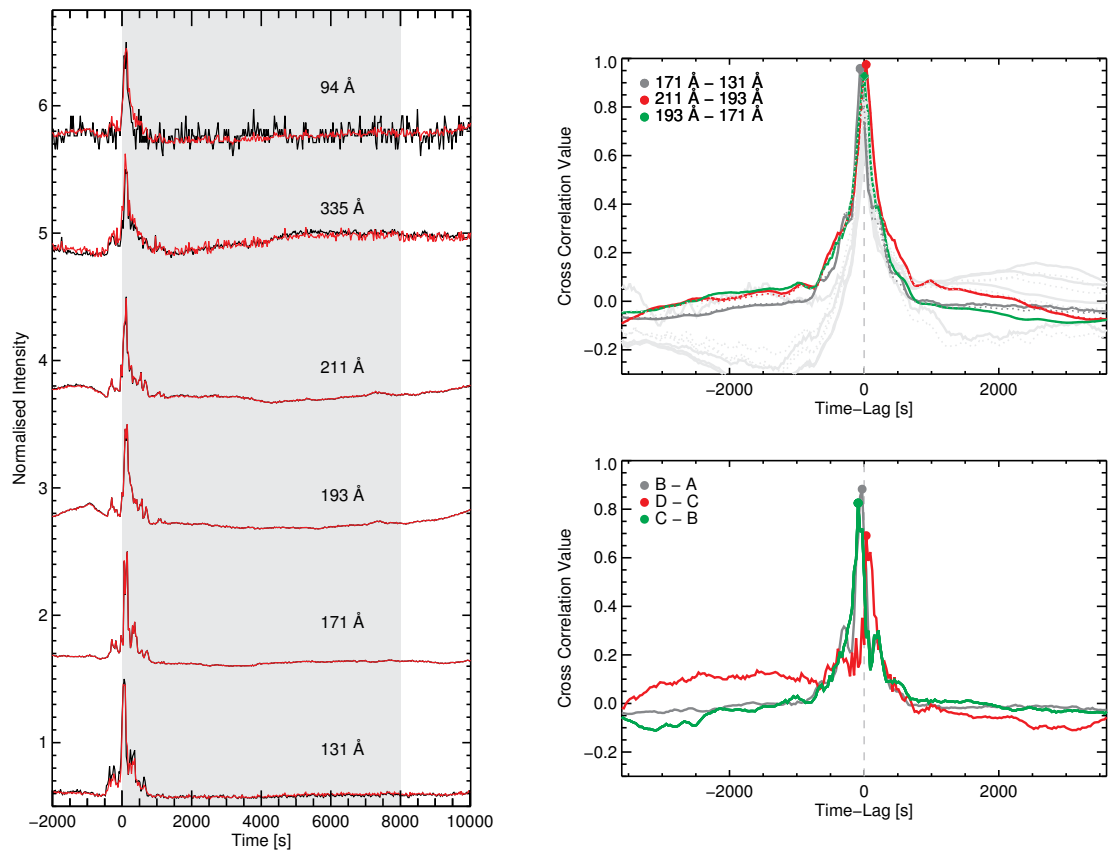 94 Å
335 Å
211 Å
193 Å
171 Å
131 Å
Normalised Intensity
6
5
4
3
2
1
−2000 0 2000 4000 6000 8000 10000
Time [s]
171 Å − 131 Å
211 Å − 193 Å
193 Å − 171 Å
Cross Correlation Value
1.0
0.8
0.6
0.4
0.2
0.0
−0.2
−2000 0 2000
Time−Lag [s]
B − A
D − C
C − B
Cross Correlation Value
1.0
0.8
0.6
0.4
0.2
0.0
−0.2
−2000 0 2000
Time−Lag [s]